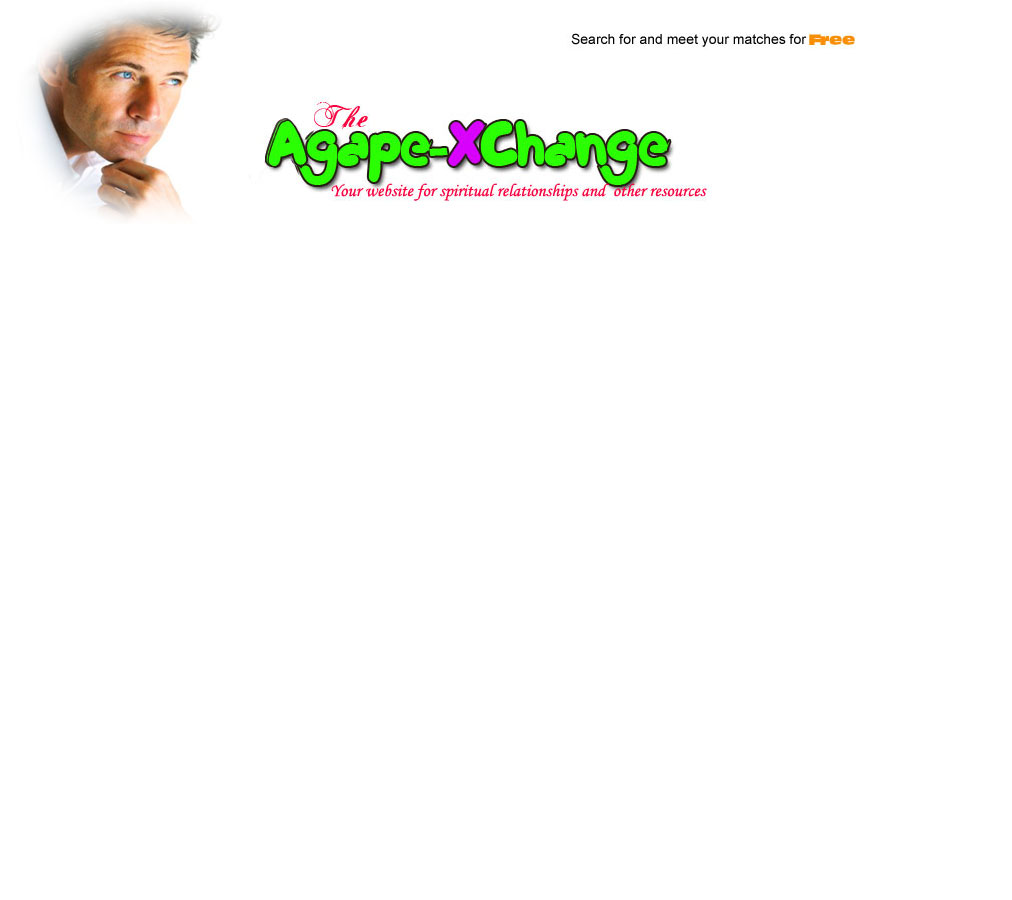 Search for and meet your matches for Free
The
Agape-XChange
Your website for spiritual relationships and other resources